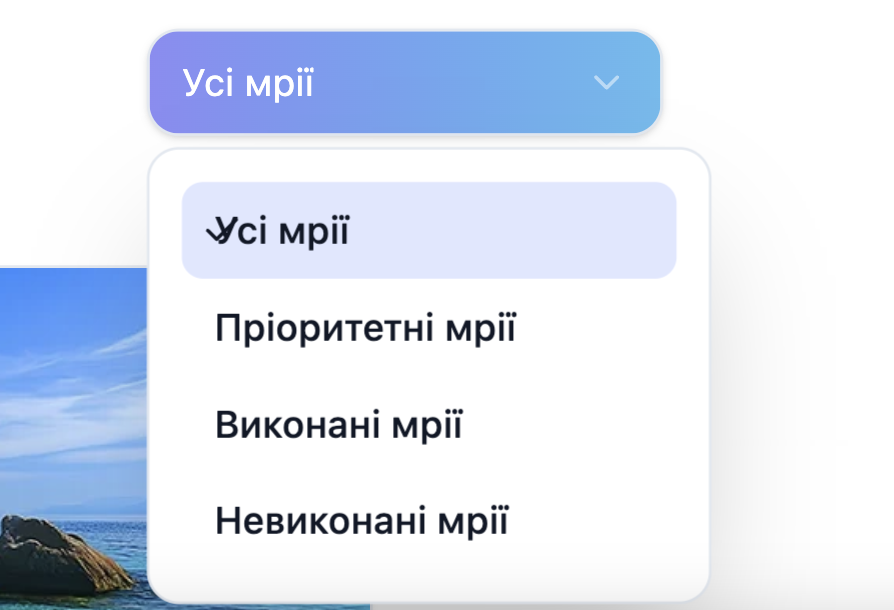 Усі мрії
Усі мрії
Пріоритетні мрії
Виконані мрії
Невиконані мрії